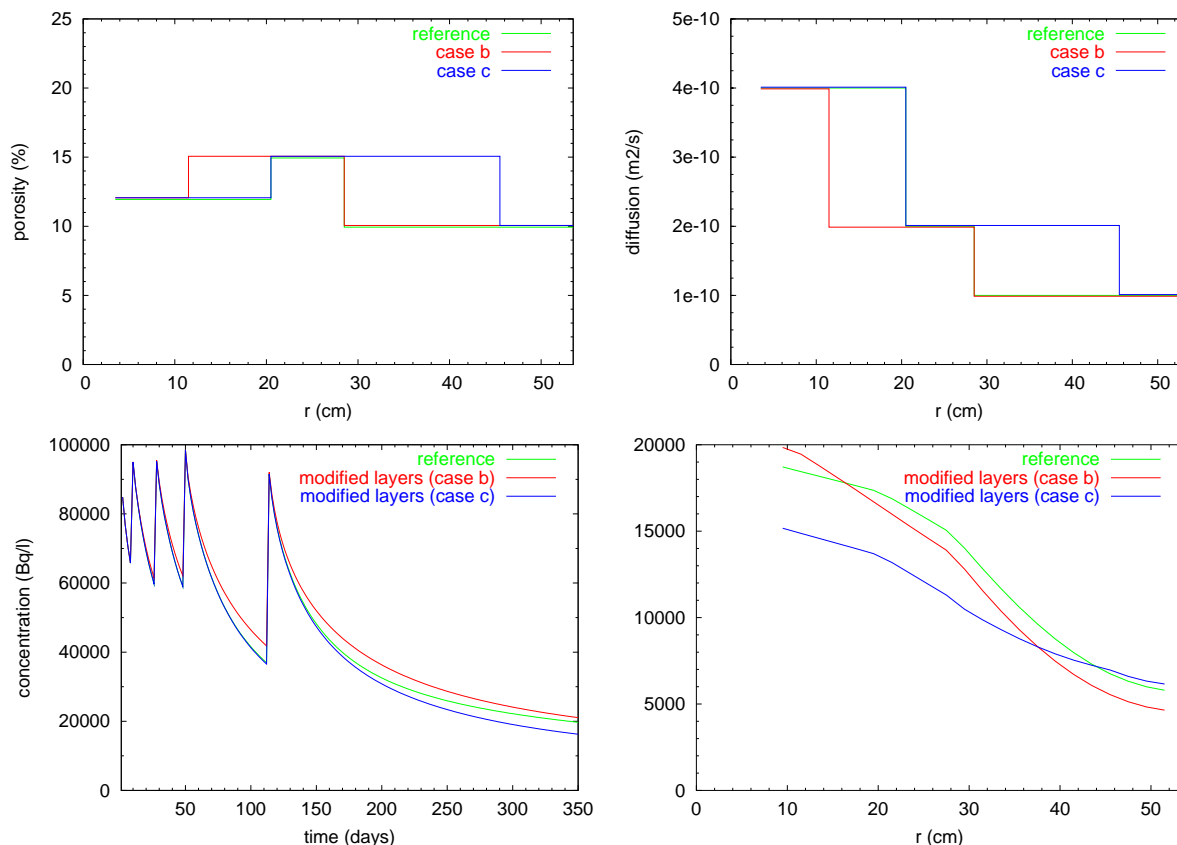 25
20
15
10
5
0
porosity (%)
reference
case b
case c
0 10 20 30 40 50
r (cm)
5e-10
4e-10
3e-10
2e-10
1e-10
0
diffusion (m2/s)
reference
case b
case c
0 10 20 30 40 50
r (cm)
100000
80000
60000
40000
20000
0
concentration (Bq/l)
reference
modified layers (case b)
modified layers (case c)
50 100 150 200 250 300 350
time (days)
20000
15000
10000
5000
0
reference
modified layers (case b)
modified layers (case c)
0 10 20 30 40 50
r (cm)